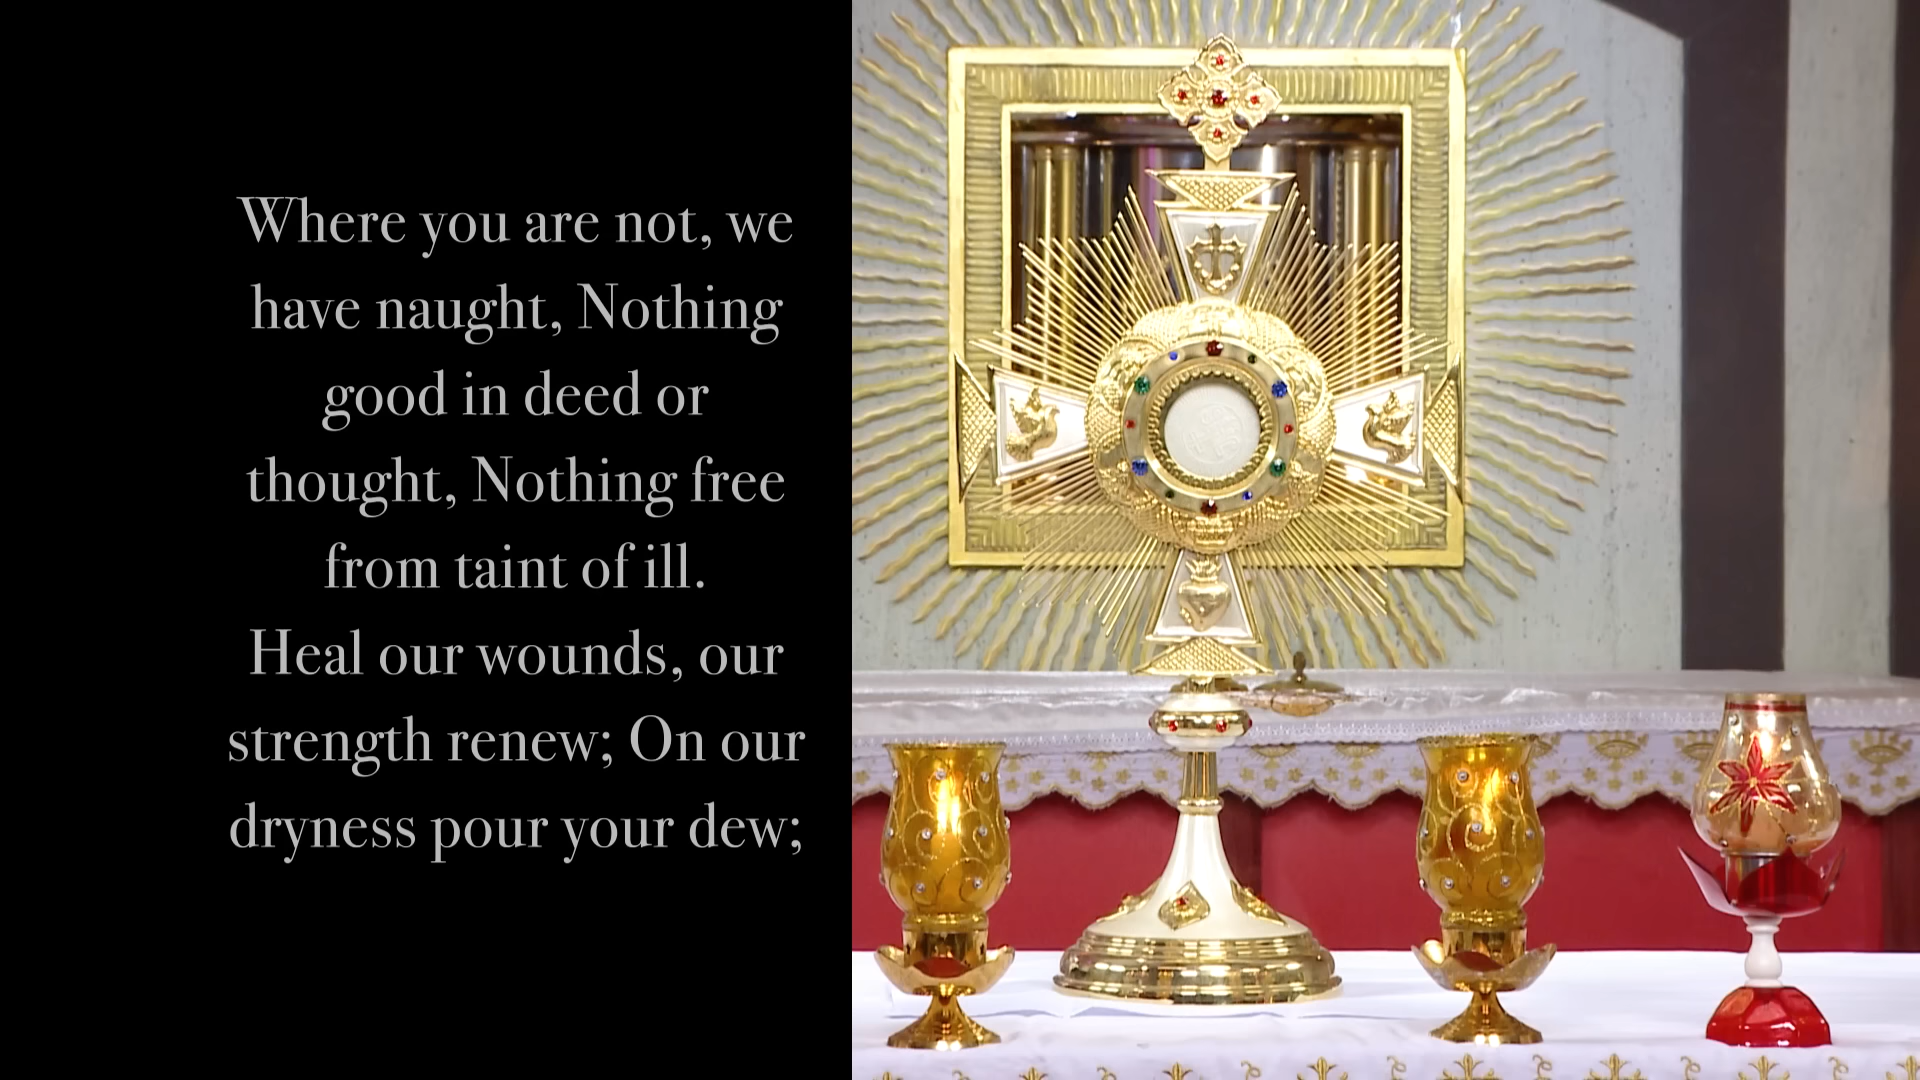 Where you are not, we
have naught, Nothing
good in deed or
thought, Nothing free
from taint of ill.
Heal our wounds, our
strength renew; On our
dryness pour your dew;